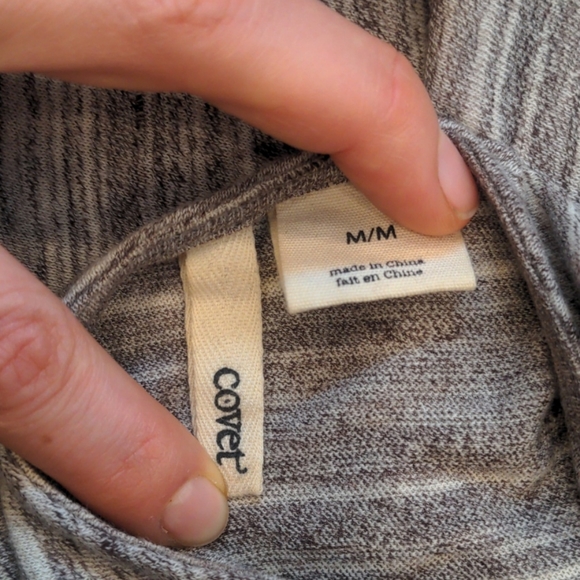 M/M
made in China
fait en Chine
covet